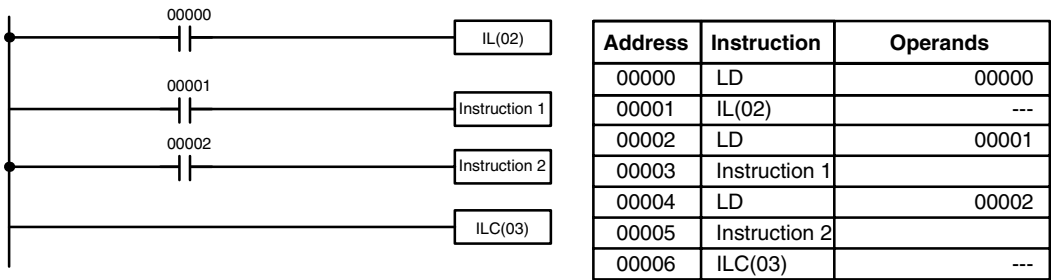 00000
IL(02)
00001
Instruction 1
00002
Instruction 2
ILC(03)
Address Instruction Operands
00000 LD 00000
00001 IL(02) ---
00002 LD 00001
00003 Instruction 1
00004 LD 00002
00005 Instruction 2
00006 ILC(03) ---